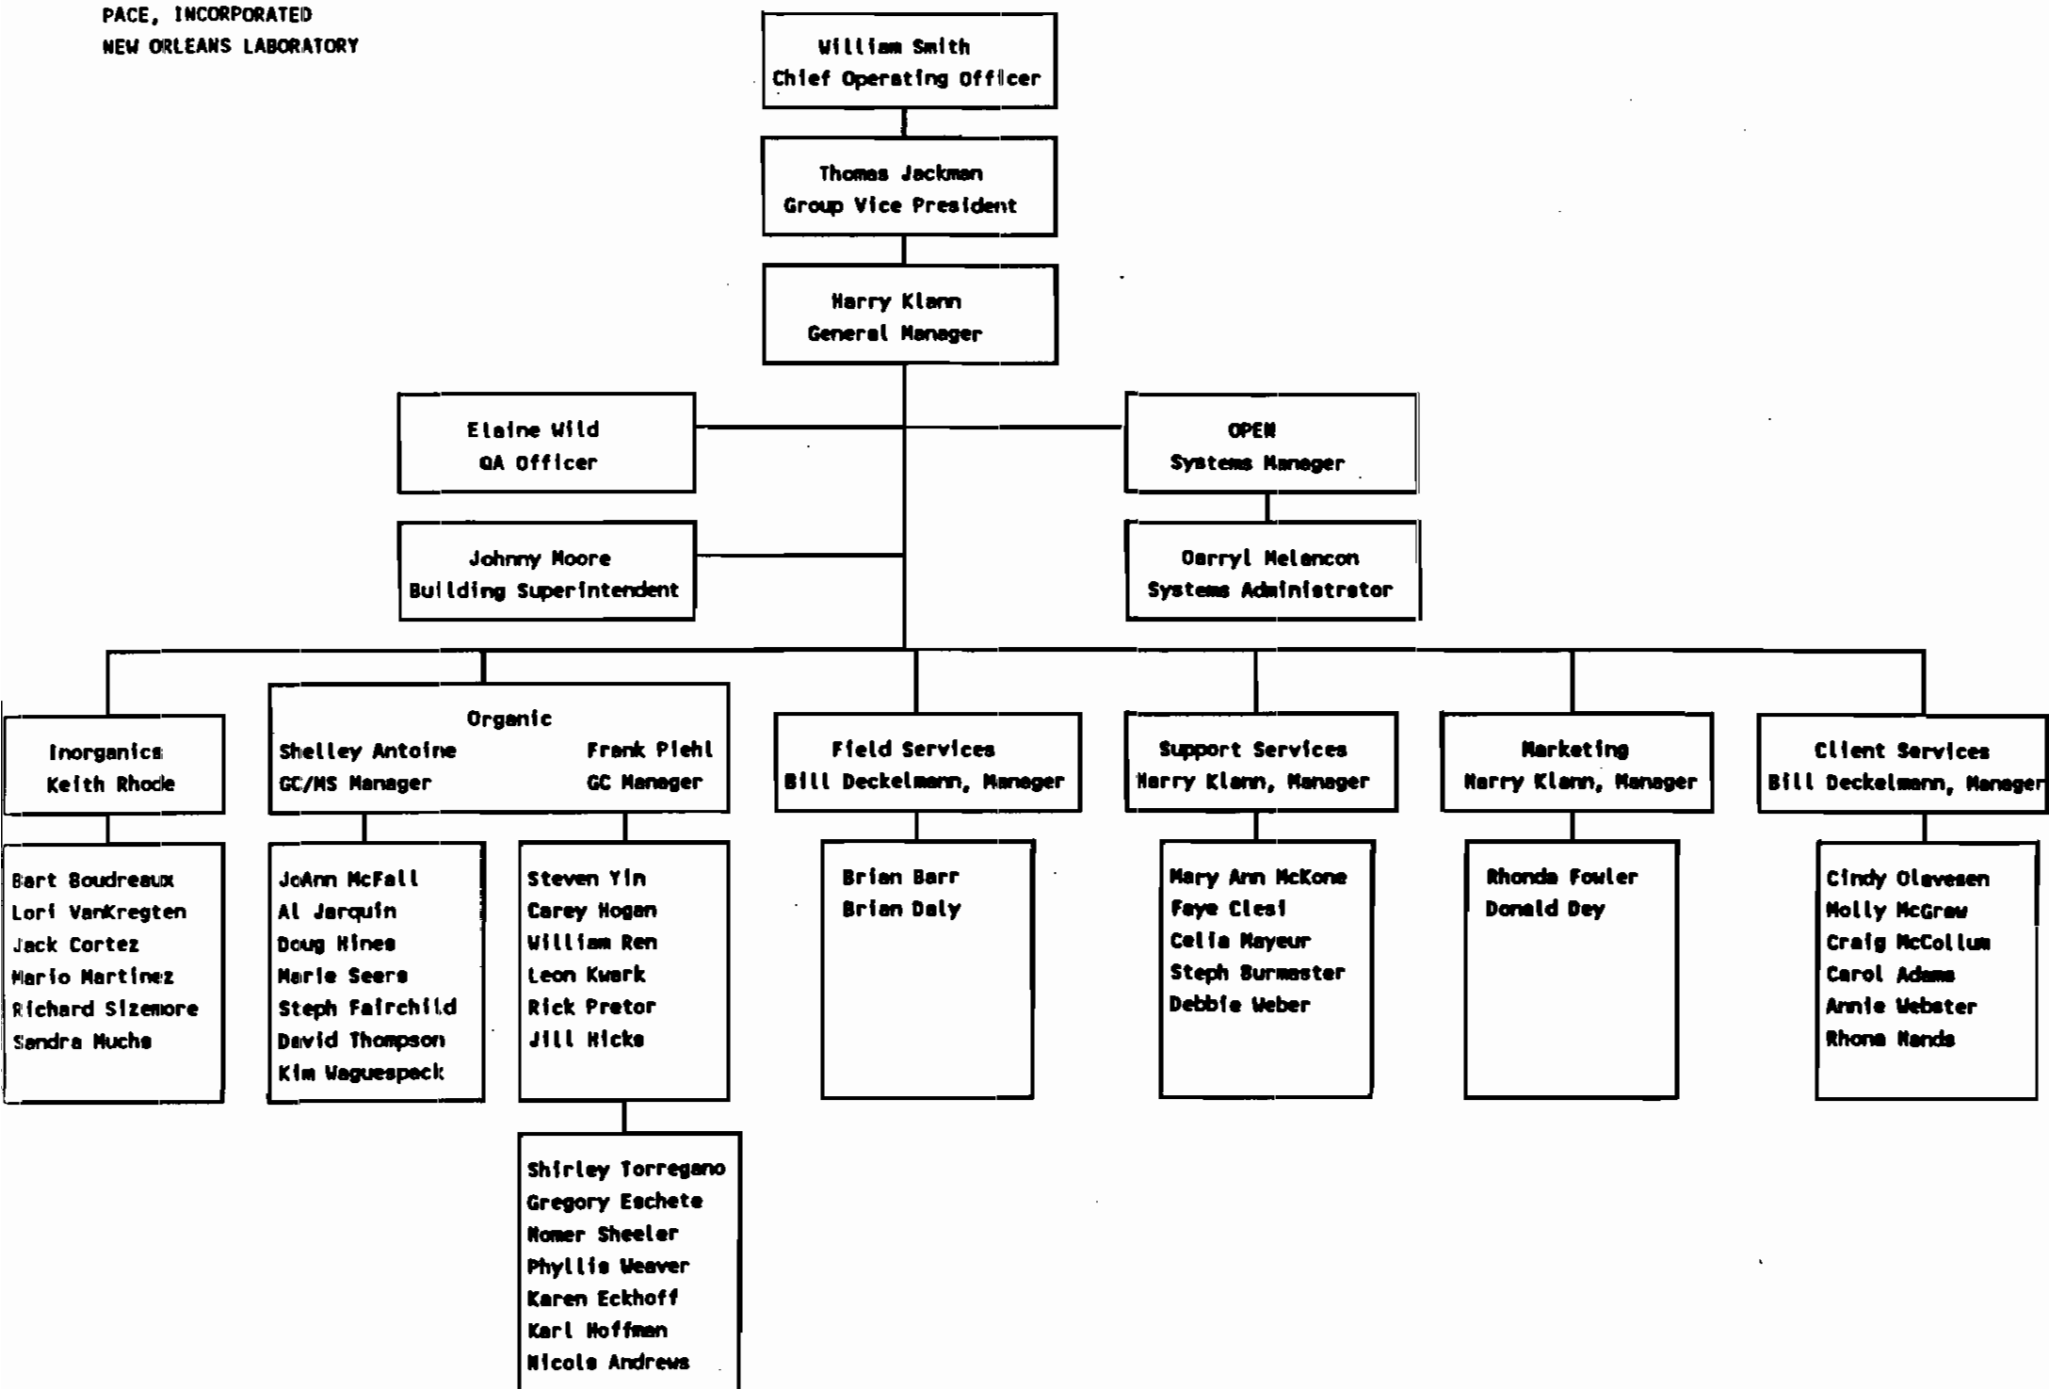 PACE, INCORPORATED
NEW ORLEANS LABORATORY
William Smith
Chief Operating Officer
Thomas Jackman
Group Vice President
Harry Klann
General Manager
Elaine Wild
QA Officer
OPEN
Systems Manager
Johnny Moore
Building Superintendent
Darryl Melancon
Systems Administrator
Inorganics
Keith Rhode
Organic
Shelley Antoine
GC/MS Manager
Frank Piehl
GC Manager
Field Services
Bill Deckelmann, Manager
Support Services
Harry Klann, Manager
Marketing
Harry Klann, Manager
Client Services
Bill Deckelmann, Manager
Bart Boudreaux
Lori VanKregten
Jack Cortez
Mario Martinez
Richard Sizemore
Sandra Mucha
JoAnn McFall
Al Jarquin
Doug Hines
Marie Seers
Steph Fairchild
David Thompson
Kim Waguespack
Steven Yin
Carey Hogan
William Ren
Leon Kwark
Rick Pretor
Jill Hicks
Shirley Torregano
Gregory Eschete
Homer Sheeler
Phyllis Weaver
Karen Eckhoff
Karl Hoffman
Nicole Andrews
Brian Barr
Brian Daly
Mary Ann McKone
Faye Clesi
Celia Mayeur
Steph Burmaster
Debbie Weber
Rhonda Fowler
Donald Dey
Cindy Olavesen
Molly McGraw
Craig McCollum
Carol Adams
Annie Webster
Rhona Hands